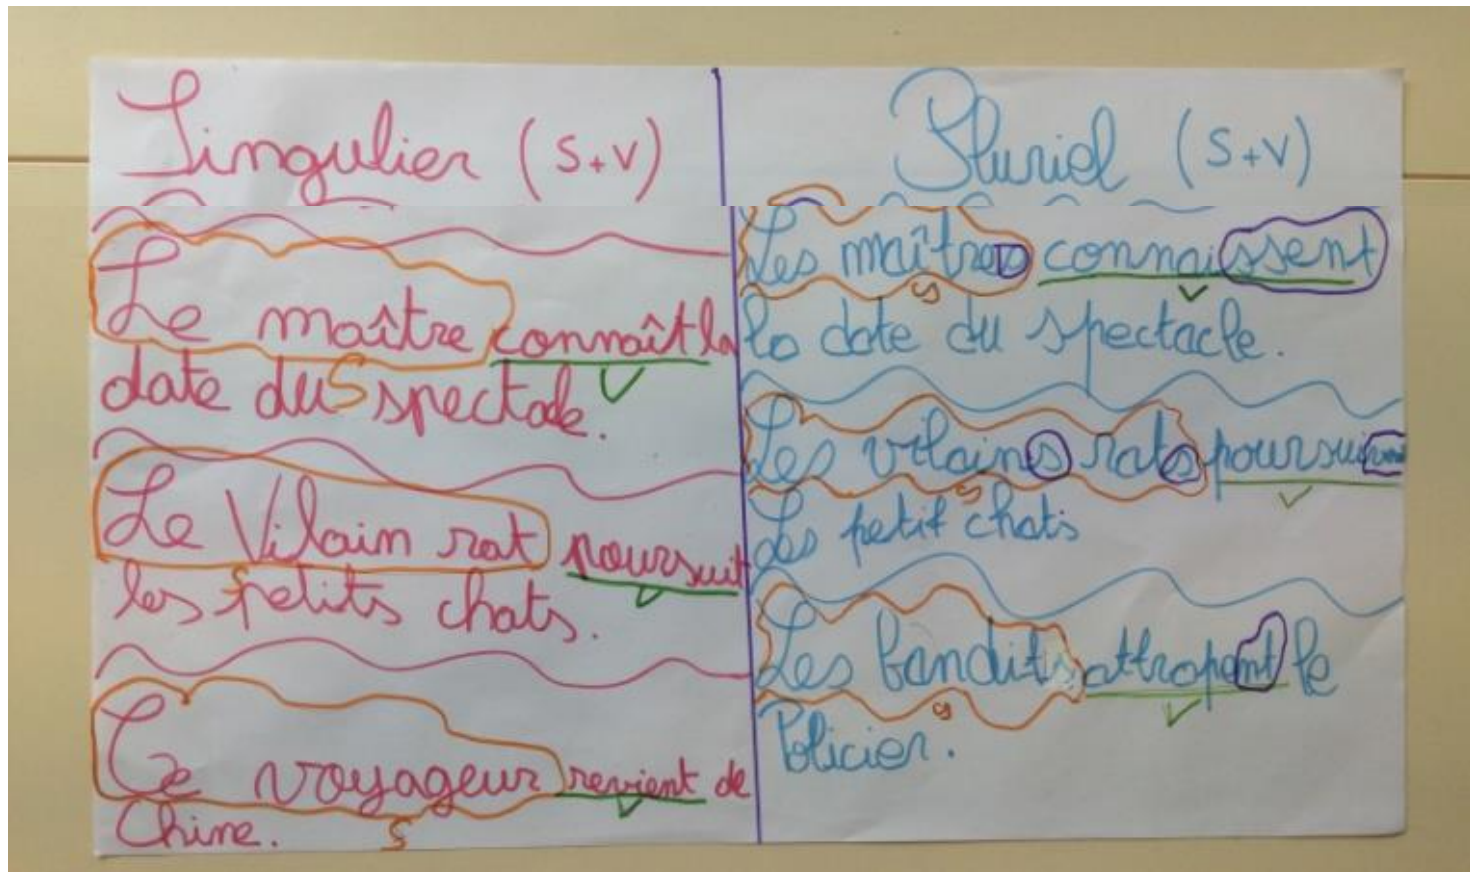 Singulier (S+V)
Le maître connaît la
date du spectacle.
S
V
Le Vilain rat poursuit
les petits chats.
S
V
Ce voyageur revient de
Chine.
S
V
Pluriel (S+V)
Les maîtres connaissent
S
V
la date du spectacle.
Les vilains rats
S
V
Les petit chats
Les bandits attrapent le
S
V
Policier.